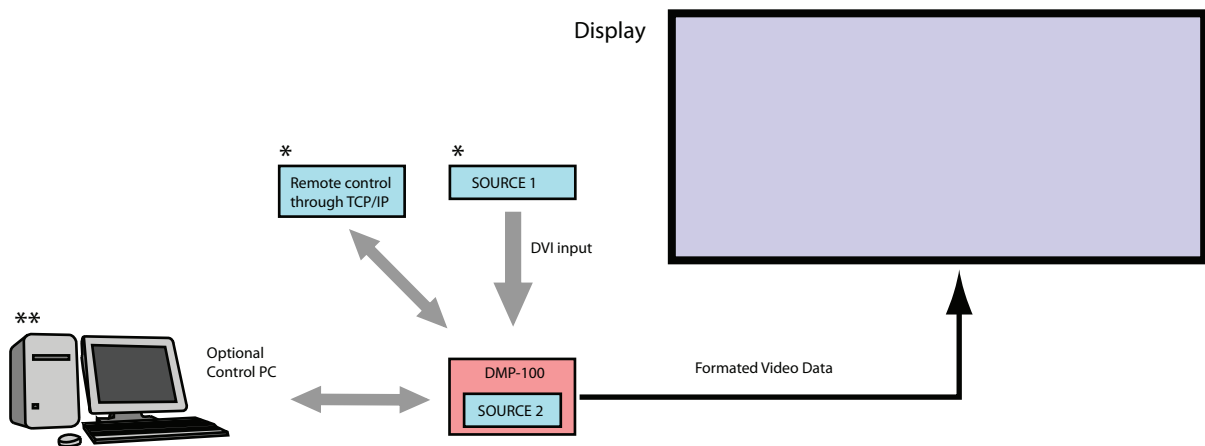 Display
*
*
Remote control
through TCP/IP
SOURCE 1
DVI input
**
Optional
Control PC
DMP-100
SOURCE 2
Formated Video Data